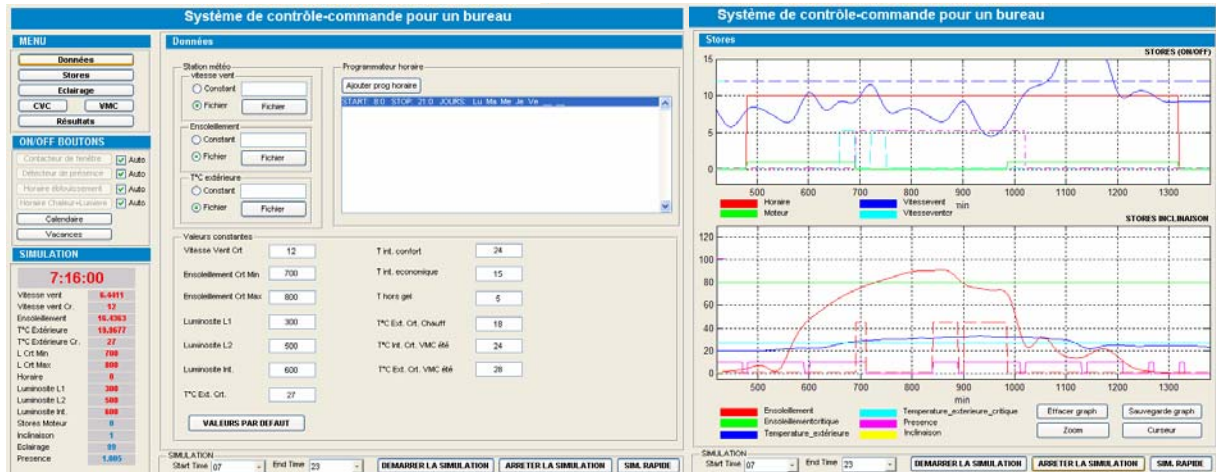 Système de contrôle-commande pour un bureau
MENU
Données
Stores
Eclairage
CVC VMC
Résultats
ON/OFF BOUTONS
Contacteur de fenêtre Auto
Détecteur de présence Auto
Horaire éblouissement Auto
Horaire Chaleur+Lumiere Auto
Calendaire
Vacances
SIMULATION
7:16:00
Vitesse vent 6.4411
Vitesse vent Cr. 12
Ensoleillement 16.4363
T°C Extérieure 19.8677
T°C Extérieure Cr. 27
L Crt Min 700
L Crt Max 800
Horaire 0
Luminosite L1 300
Luminosite L2 500
Luminosite Int. 600
Stores Moteur 0
Inclinaison 1
Eclairage 99
Presence 1.005
Données
Station météo
vitesse vent
Constant
Fichier Fichier
Ensoleillement
Constant
Fichier Fichier
T°C extérieure
Constant
Fichier Fichier
Programmateur horaire
Ajouter prog horaire
START: 8:0 STOP: 21:0 JOURS: Lu Ma Me Je Ve __ __
Valeurs constantes
Vitesse Vent Crt 12
Ensoleillement Crt Min 700
Ensoleillement Crt Max 800
Luminosite L1 300
Luminosite L2 500
Luminosite Int. 600
T°C Ext. Crt. 27
T int. confort 24
T int. economique 15
T hors gel 5
T°C Ext. Crt. Chauff 18
T°C Int. Crt. VMC été 24
T°C Ext. Crt. VMC été 28
VALEURS PAR DEFAUT
SIMULATION
Start Time 07 End Time 23 DEMARRER LA SIMULATION ARRETER LA SIMULATION SIM. RAPIDE
Système de contrôle-commande pour un bureau
Stores
STORES (ON/OFF)
15
10
5
0
500 600 700 800 900 1000 1100 1200 1300
min
Horaire Vitessevent
Moteur Vitesseventcr
STORES INCLINAISON
120
100
80
60
40
20
0
500 600 700 800 900 1000 1100 1200 1300
min
Ensoleillement Temperature_exterieure_critique
Ensoleillementcritique Presence
Temperature_extérieure Inclinaison
Effacer graph Sauvegarde graph
Zoom Curseur
SIMULATION
Start Time 07 End Time 23 DEMARRER LA SIMULATION ARRETER LA SIMULATION SIM. RAPIDE